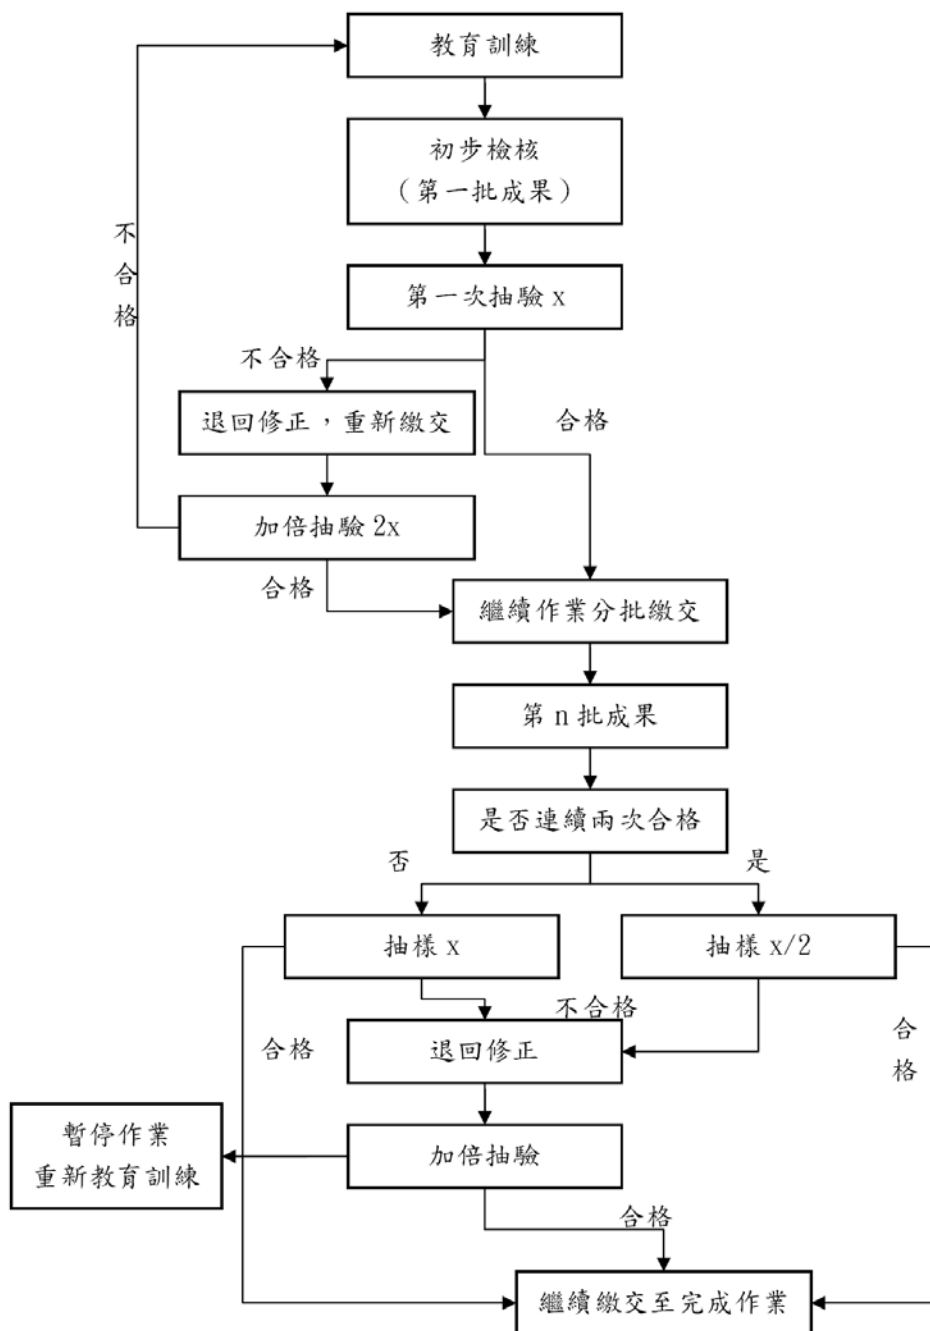 教育訓練
初步檢核
（第一批成果）
不
合
格
第一次抽驗 x
不合格
退回修正，重新繳交
合格
加倍抽驗 2x
合格
繼續作業分批繳交
第 n 批成果
是否連續兩次合格
否
是
抽樣 x
抽樣 x/2
不合格
合格
退回修正
合
格
暫停作業
重新教育訓練
加倍抽驗
合格
繼續繳交至完成作業